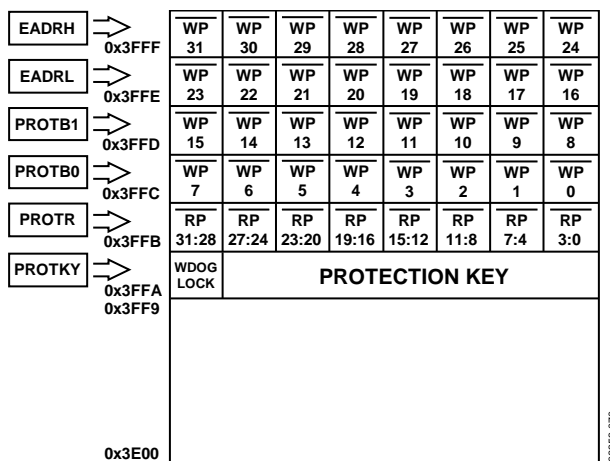 EADRH 0x3FFF WP 31 WP 30 WP 29 WP 28 WP 27 WP 26 WP 25 WP 24
EADRL 0x3FFE WP 23 WP 22 WP 21 WP 20 WP 19 WP 18 WP 17 WP 16
PROTB1 0x3FFD WP 15 WP 14 WP 13 WP 12 WP 11 WP 10 WP 9 WP 8
PROTB0 0x3FFC WP 7 WP 6 WP 5 WP 4 WP 3 WP 2 WP 1 WP 0
PROTR 0x3FFB RP 31:28 RP 27:24 RP 23:20 RP 19:16 RP 15:12 RP 11:8 RP 7:4 RP 3:0
PROTKY 0x3FFA WDOG LOCK PROTECTION KEY
0x3FF9
0x3E00